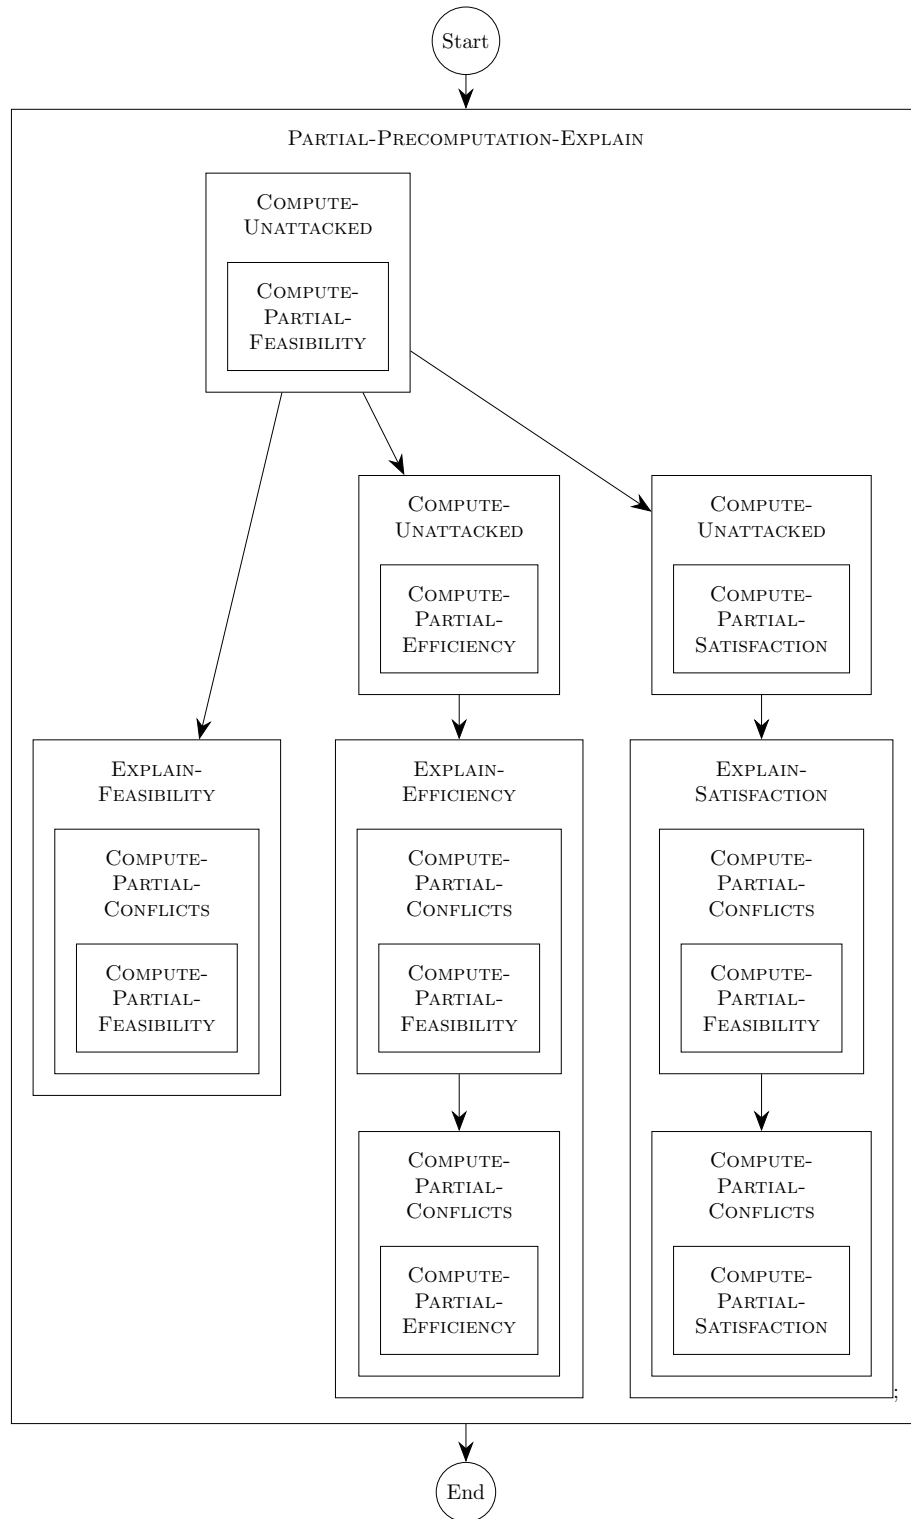 Start
PARTIAL-PRECOMPUTATION-EXPLAIN
COMPUTE-
UNATTACKED
COMPUTE-
PARTIAL-
FEASIBILITY
COMPUTE-
UNATTACKED
COMPUTE-
PARTIAL-
EFFICIENCY
COMPUTE-
UNATTACKED
COMPUTE-
PARTIAL-
SATISFACTION
EXPLAIN-
FEASIBILITY
COMPUTE-
PARTIAL-
CONFLICTS
COMPUTE-
PARTIAL-
FEASIBILITY
EXPLAIN-
EFFICIENCY
COMPUTE-
PARTIAL-
CONFLICTS
COMPUTE-
PARTIAL-
FEASIBILITY
COMPUTE-
PARTIAL-
CONFLICTS
COMPUTE-
PARTIAL-
EFFICIENCY
EXPLAIN-
SATISFACTION
COMPUTE-
PARTIAL-
CONFLICTS
COMPUTE-
PARTIAL-
FEASIBILITY
COMPUTE-
PARTIAL-
CONFLICTS
COMPUTE-
PARTIAL-
SATISFACTION
;
End